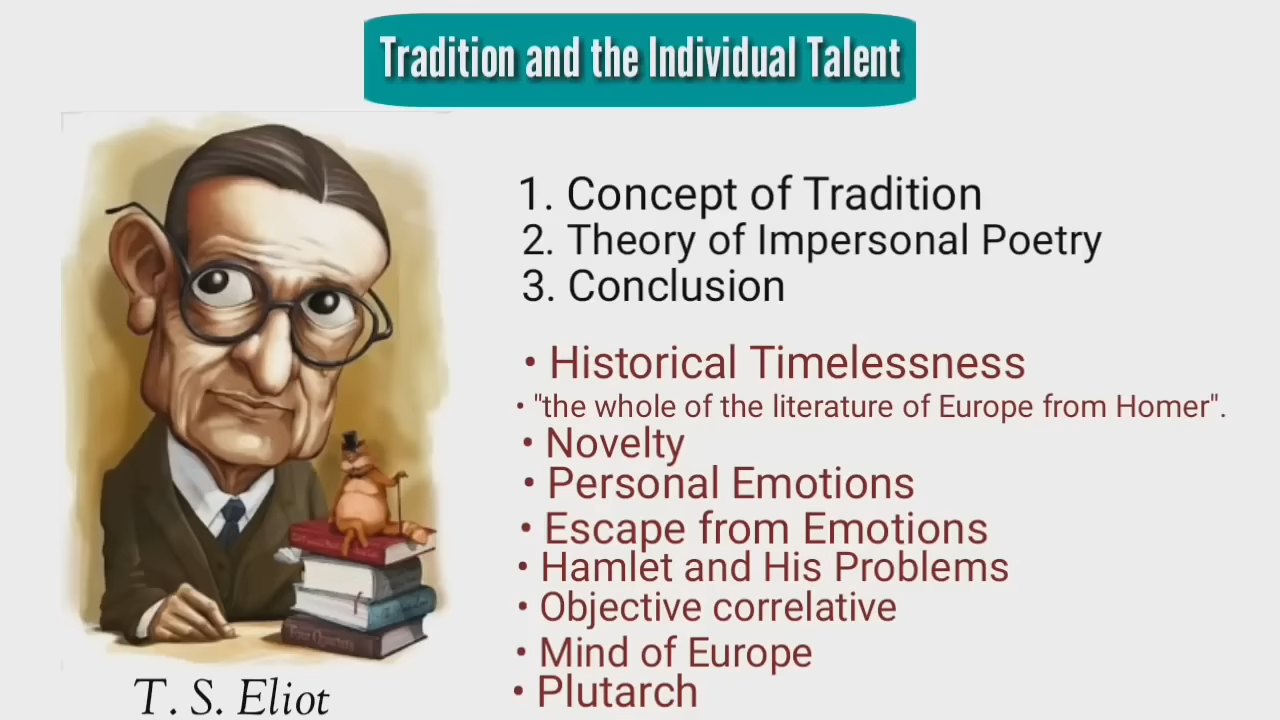 Tradition and the Individual Talent
1. Concept of Tradition
2. Theory of Impersonal Poetry
3. Conclusion
• Historical Timelessness
• "the whole of the literature of Europe from Homer".
• Novelty
• Personal Emotions
• Escape from Emotions
• Hamlet and His Problems
• Objective correlative
• Mind of Europe
• Plutarch
Four Quartets
T. S. Eliot